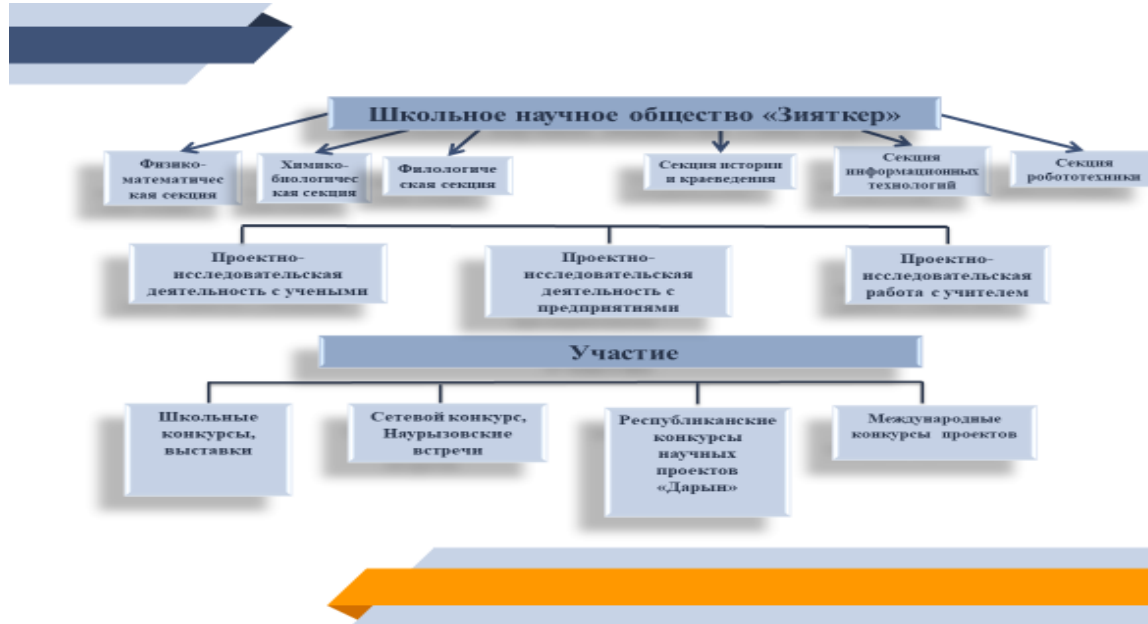 Школьное научное общество «Зияткер»
Физико-
математичес
кая секция
Химико-
биологичес
кая секция
Филологиче
ская секция
Секция истории
и краеведения
Секция
информационных
технологий
Секция
робототехники
Проектно-
исследовательская
деятельность с учеными
Проектно-
исследовательская
деятельность с
предприятиями
Проектно-
исследовательская
работа с учителем
Участие
Школьные
конкурсы,
выставки
Сетевой конкурс,
Наурызовские
встречи
Республиканские
конкурсы
научных
проектов
«Дарын»
Международные
конкурсы проектов